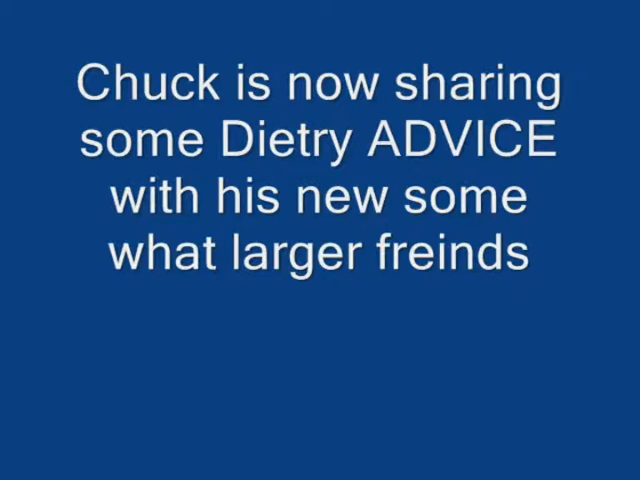 Chuck is now sharing
some Dietry ADVICE
with his new some
what larger freinds